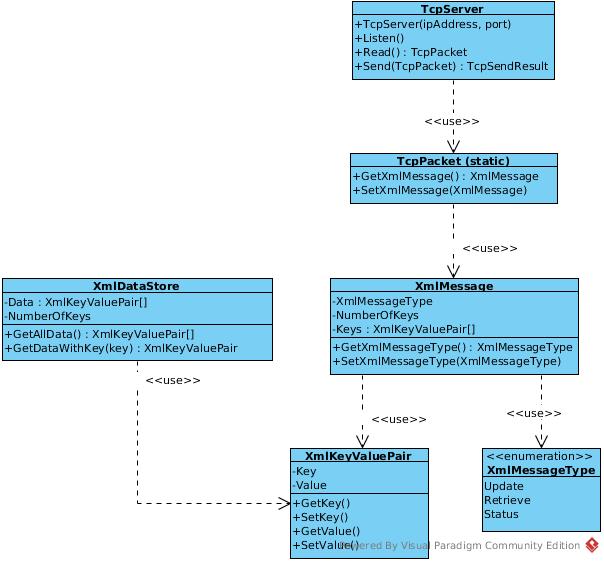 TcpServer
+TcpServer(ipAddress, port)
+Listen()
+Read() : TcpPacket
+Send(TcpPacket) : TcpSendResult
<<use>>
TcpPacket (static)
+GetXmlMessage() : XmlMessage
+SetXmlMessage(XmlMessage)
<<use>>
XmlDataStore
-Data : XmlKeyValuePair[]
-NumberOfKeys
+GetAllData() : XmlKeyValuePair[]
+GetDataWithKey(key) : XmlKeyValuePair
XmlMessage
-XmlMessageType
-NumberOfKeys
-Keys : XmlKeyValuePair[]
+GetXmlMessageType() : XmlMessageType
+SetXmlMessageType(XmlMessageType)
<<use>>
<<use>>
<<use>>
XmlKeyValuePair
-Key
-Value
+GetKey()
+SetKey()
+GetValue()
+SetValue()
<<enumeration>>
XmlMessageType
Update
Retrieve
Status
Powered By Visual Paradigm Community Edition